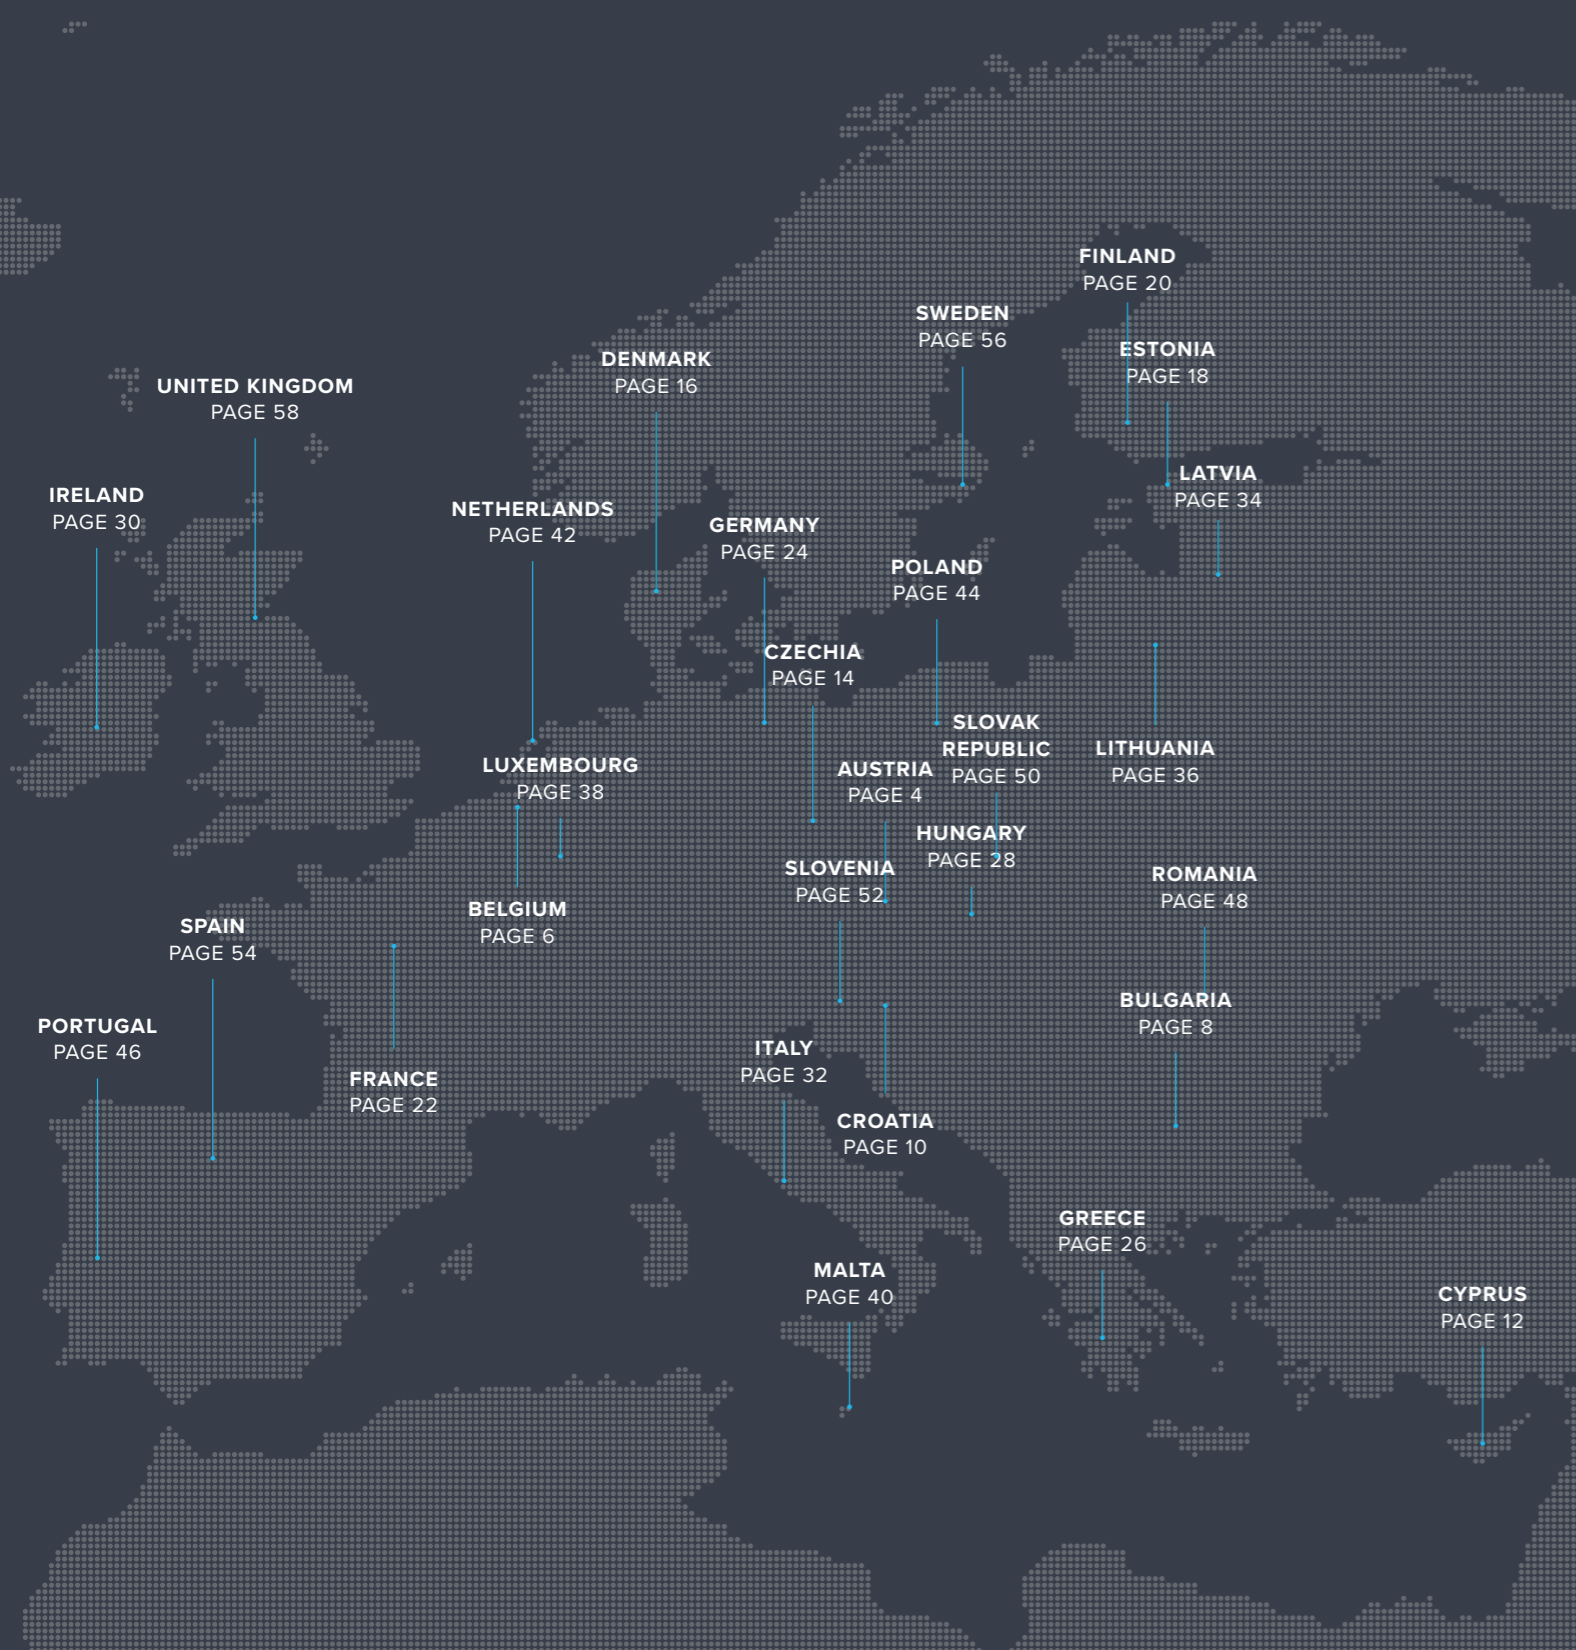 FINLAND
PAGE 20
SWEDEN
PAGE 56
ESTONIA
PAGE 18
DENMARK
PAGE 16
UNITED KINGDOM
PAGE 58
LATVIA
PAGE 34
IRELAND
PAGE 30
NETHERLANDS
PAGE 42
GERMANY
PAGE 24
POLAND
PAGE 44
CZECHIA
PAGE 14
SLOVAK
REPUBLIC
PAGE 50
LITHUANIA
PAGE 36
LUXEMBOURG
PAGE 38
AUSTRIA
PAGE 4
HUNGARY
PAGE 28
SLOVENIA
PAGE 52
ROMANIA
PAGE 48
BELGIUM
PAGE 6
SPAIN
PAGE 54
BULGARIA
PAGE 8
PORTUGAL
PAGE 46
ITALY
PAGE 32
FRANCE
PAGE 22
CROATIA
PAGE 10
GREECE
PAGE 26
MALTA
PAGE 40
CYPRUS
PAGE 12